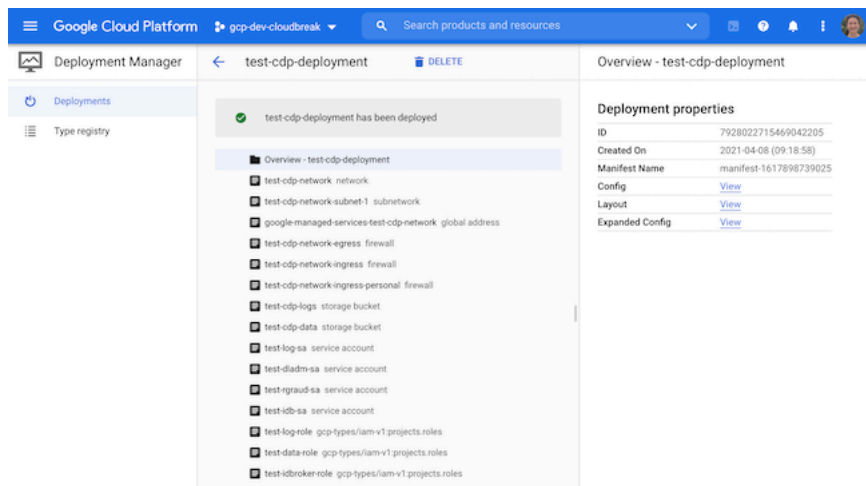 Google Cloud Platform
gcp-dev-cloudbreak
Search products and resources
Deployment Manager
Deployments
Type registry
test-cdp-deployment
DELETE
test-cdp-deployment has been deployed
Overview - test-cdp-deployment
test-cdp-network network
test-cdp-network-subnet-1 subnetwork
google-managed-services-test-cdp-network global address
test-cdp-network-egress firewall
test-cdp-network-ingress firewall
test-cdp-network-ingress-personal firewall
test-cdp-logs storage bucket
test-cdp-data storage bucket
test-log-sa service account
test-dladm-sa service account
test-rgraud-sa service account
test-idb-sa service account
test-log-role gcp-types/iam-v1:projects.roles
test-data-role gcp-types/iam-v1:projects.roles
test-idbroker-role gcp-types/iam-v1:projects.roles
Overview - test-cdp-deployment
Deployment properties
ID 7928022715469042205
Created On 2021-04-08 (09:18:58)
Manifest Name manifest-1617898739025
Config View
Layout View
Expanded Config View